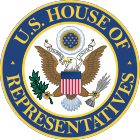 U.S. HOUSE OF
REPRESENTATIVES